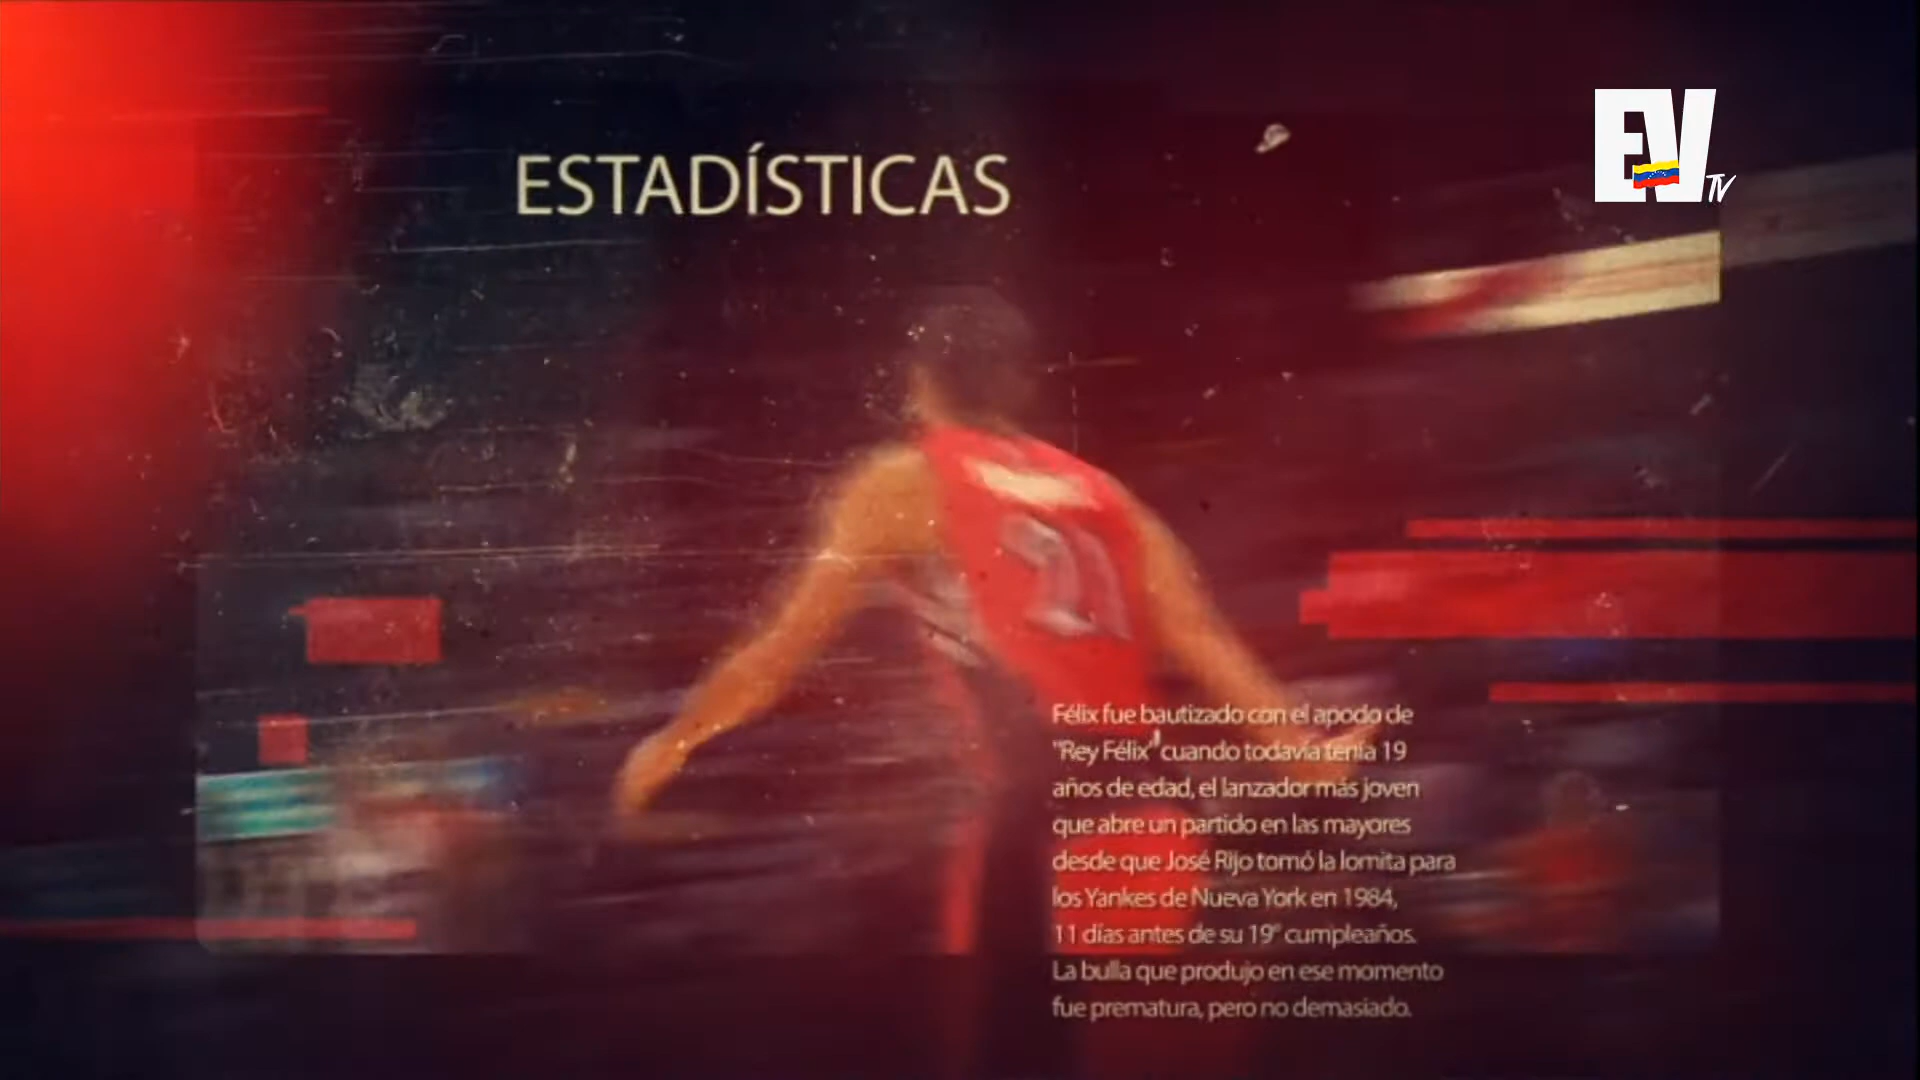 ESTADÍSTICAS
EV TV
Félix fue bautizado con el apodo de
"Rey Félix" cuando todavía tenía 19
años de edad, el lanzador más joven
que abre un partido en las mayores
desde que José Rijo tomó la lomita para
los Yankes de Nueva York en 1984,
11 días antes de su 19° cumpleaños.
La bulla que produjo en ese momento
fue prematura, pero no demasiado.